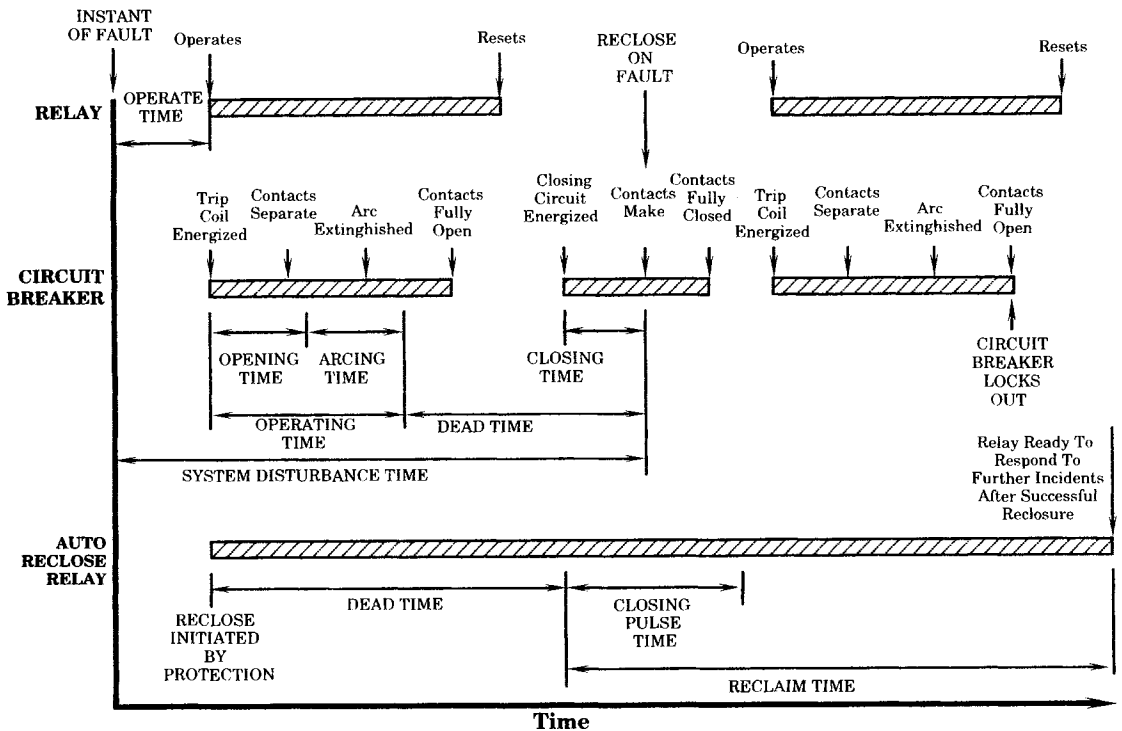 INSTANT
OF FAULT
Operates
Resets
RECLOSE
ON
FAULT
Operates
Resets
RELAY
OPERATE
TIME
Trip
Coil
Energized
Contacts
Separate
Arc
Extinghished
Contacts
Fully
Open
Closing
Circuit
Energized
Contacts
Make
Contacts
Fully
Closed
Trip
Coil
Energized
Contacts
Separate
Arc
Extinghished
Contacts
Fully
Open
CIRCUIT
BREAKER
OPENING
TIME
ARCING
TIME
CLOSING
TIME
CIRCUIT
BREAKER
LOCKS
OUT
OPERATING
TIME
DEAD TIME
SYSTEM DISTURBANCE TIME
Relay Ready To
Respond To
Further Incidents
After Successful
Reclosure
AUTO
RECLOSE
RELAY
DEAD TIME
CLOSING
PULSE
TIME
RECLOSE
INITIATED
BY
PROTECTION
RECLAIM TIME
Time